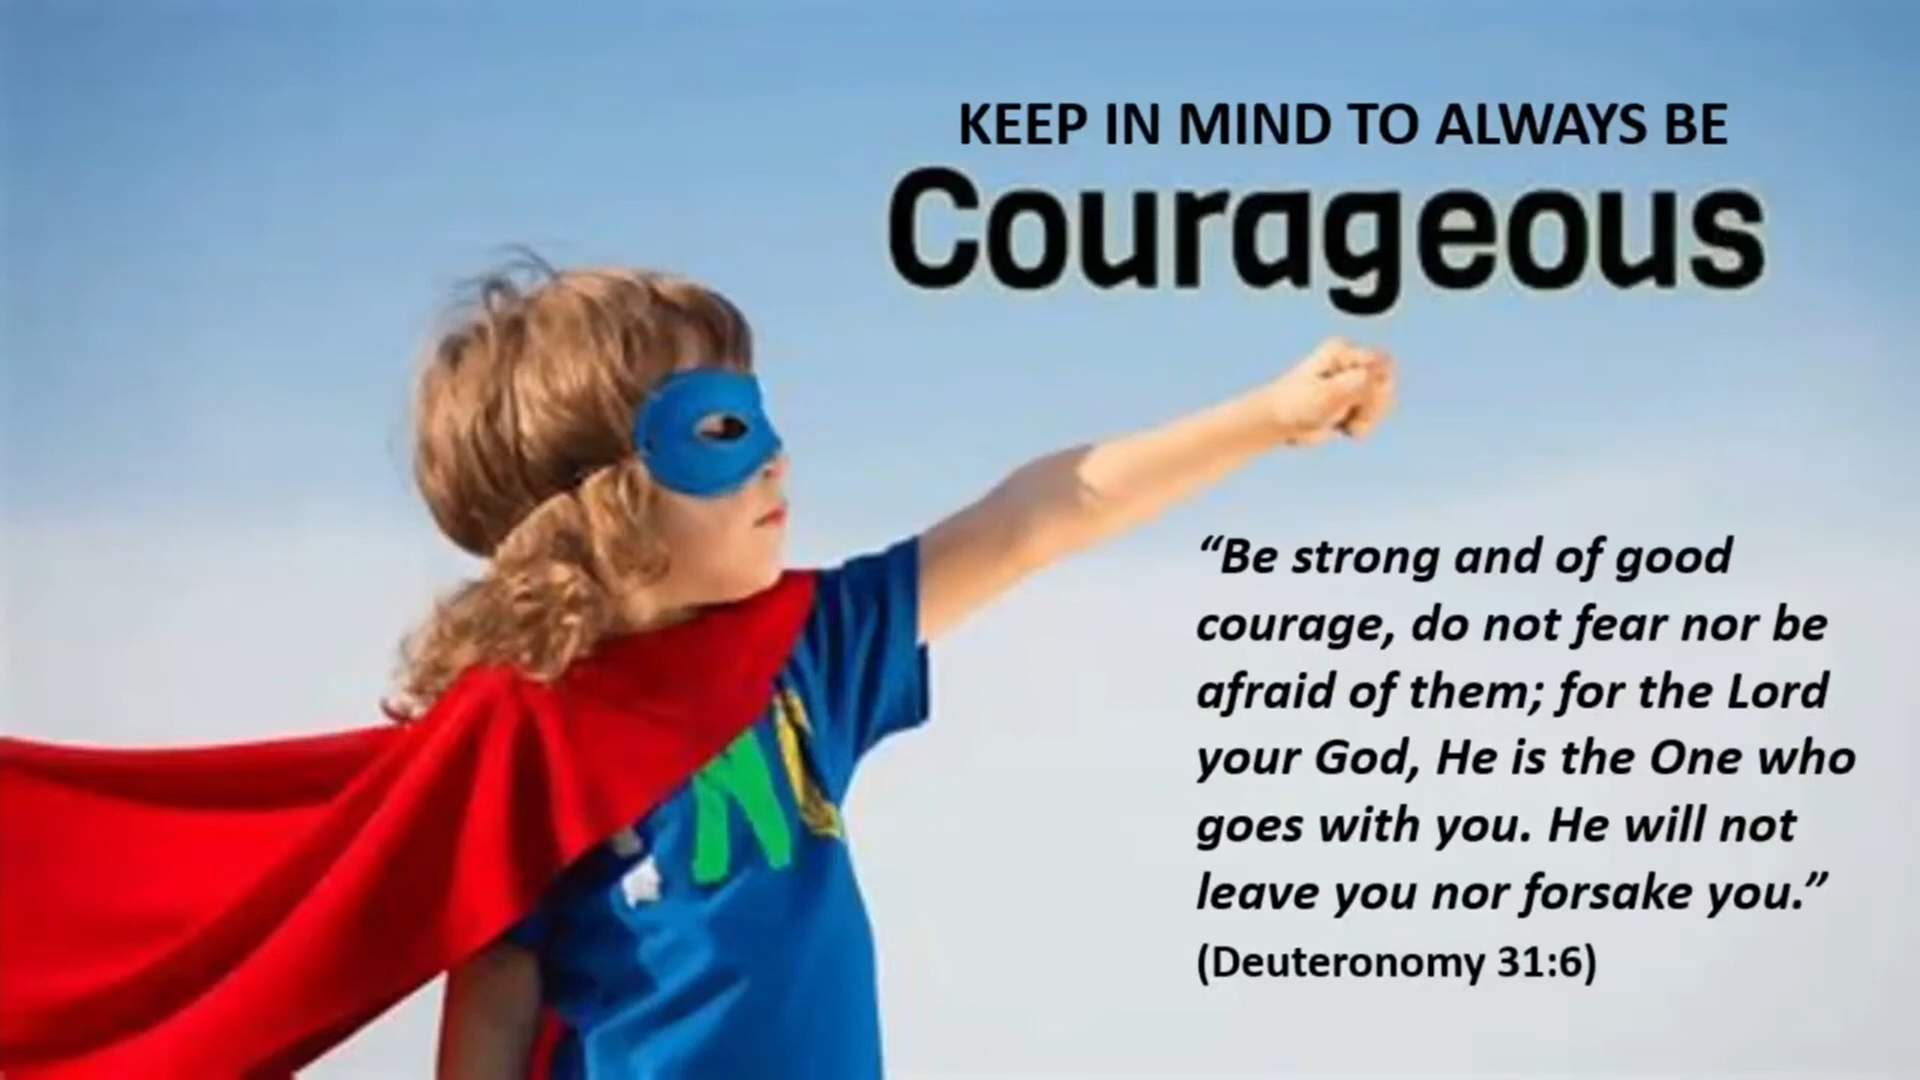 KEEP IN MIND TO ALWAYS BE
Courageous
“Be strong and of good
courage, do not fear nor be
afraid of them; for the Lord
your God, He is the One who
goes with you. He will not
leave you nor forsake you.”
(Deuteronomy 31:6)